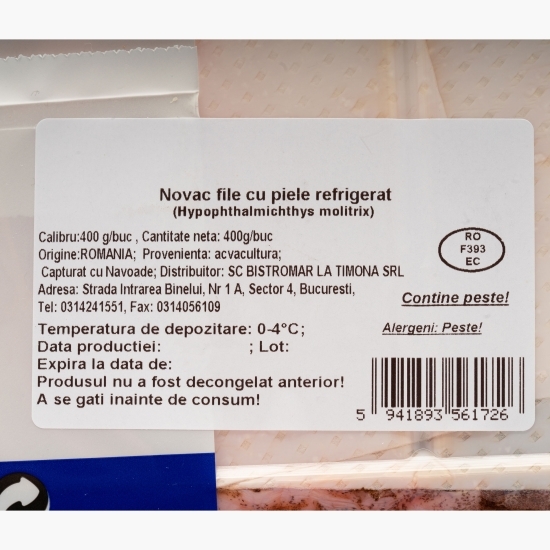 Novac file cu piele refrigerat
(Hypophthalmichthys molitrix)
Calibru:400 g/buc , Cantitate neta: 400g/buc
Origine:ROMANIA; Provenienta: acvacultura;
Capturat cu Navoade; Distribuitor: SC BISTROMAR LA TIMONA SRL
Adresa: Strada Intrarea Binelui, Nr 1 A, Sector 4, Bucuresti,
Tel: 0314241551, Fax: 0314056109
RO
F393
EC
Contine peste!
Alergeni: Peste!
Temperatura de depozitare: 0-4°C;
Data productiei: ; Lot:
Expira la data de:
Produsul nu a fost decongelat anterior!
A se gati inainte de consum!
5 941893 561726